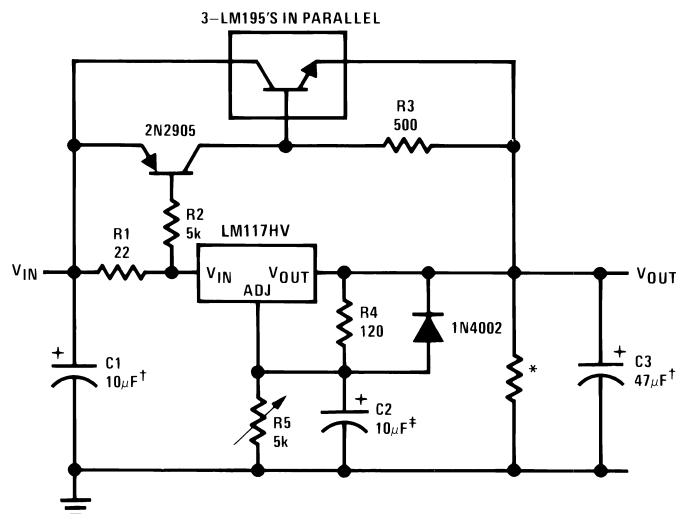 3–LM195'S IN PARALLEL
2N2905
R3
500
R2
5k
R1
22
LM117HV
VIN
VIN
VOUT
ADJ
VOUT
R4
120
1N4002
+
C1
10μF†
R5
5k
+
C2
10μF‡
*
+
C3
47μF†